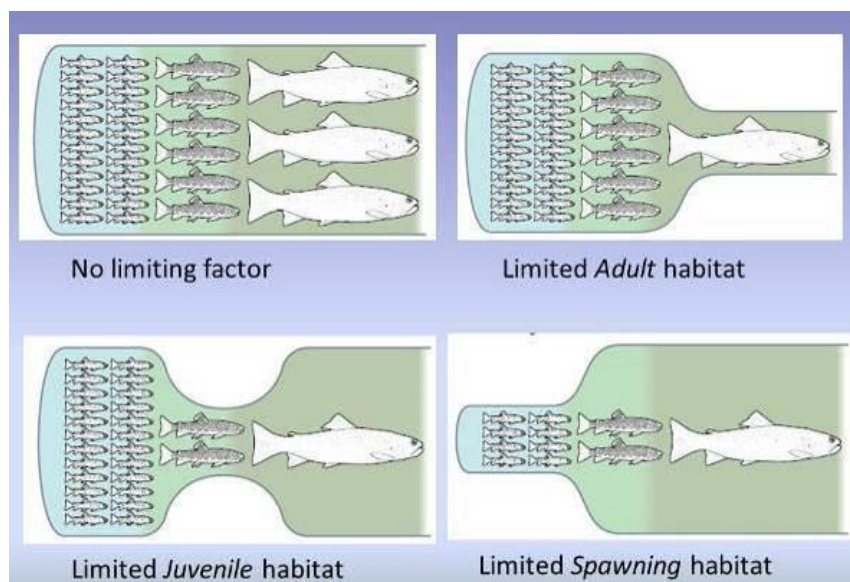 No limiting factor
Limited Adult habitat
Limited Juvenile habitat
Limited Spawning habitat